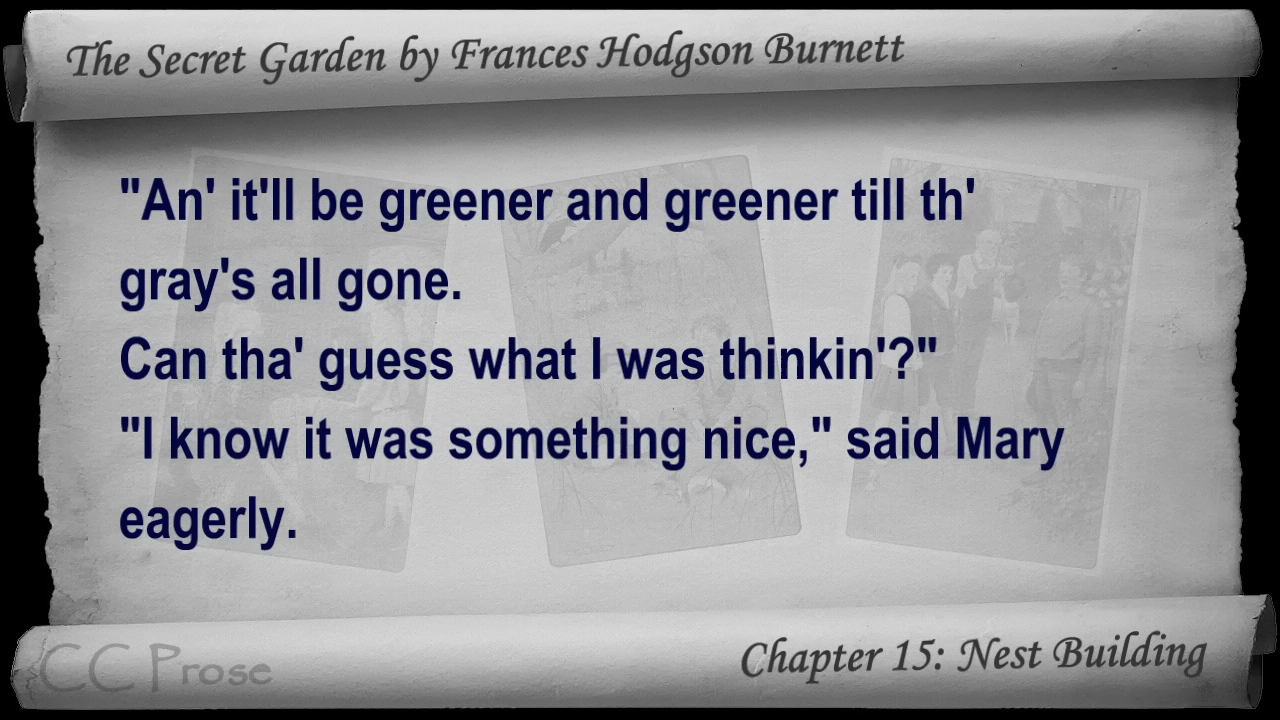 The Secret Garden by Frances Hodgson Burnett
"An' it'll be greener and greener till th'
gray's all gone.
Can tha' guess what I was thinkin'?"
"I know it was something nice," said Mary
eagerly.
CC Prose
Chapter 15: Nest Building